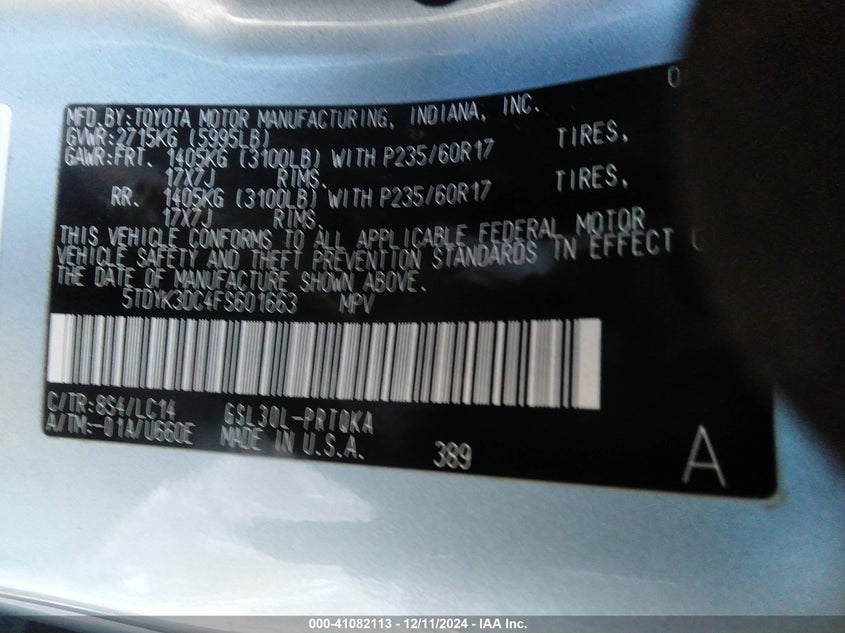 MFD.BY:TOYOTA MOTOR MANUFACTURING, INDIANA, INC.
GVWR:2715KG (5995LB)
GAWR:FRT. 1405KG (3100LB) WITH P235/60R17 TIRES,
17X7J RIMS.
RR. 1405KG (3100LB) WITH P235/60R17 TIRES,
17X7J RIMS.
THIS VEHICLE CONFORMS TO ALL APPLICABLE FEDERAL MOTOR
VEHICLE SAFETY AND THEFT PREVENTION STANDARDS IN EFFECT
THE DATE OF MANUFACTURE SHOWN ABOVE.
5TDYK3DC4FS601663 MPV
C/TR:8S4/LC14 GSL30L-PRTQKA
A/TM:-01A/U660E MADE IN U.S.A.
389
A
000-41082113 - 12/11/2024 - IAA Inc.